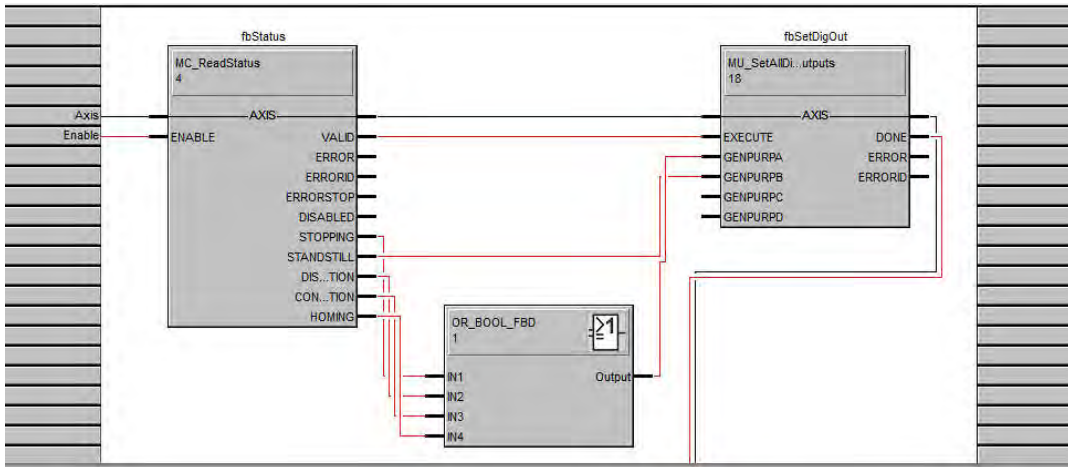 fbStatus
MC_ReadStatus
4
Axis
AXIS
Enable
ENABLE
VALID
ERROR
ERRORID
ERRORSTOP
DISABLED
STOPPING
STANDSTILL
DIS...TION
CON...TION
HOMING
fbSetDigOut
MU_SetAllDi...utputs
18
AXIS
EXECUTE
DONE
GENPURPA
ERROR
GENPURPB
ERRORID
GENPURPC
GENPURPD
OR_BOOL_FBD
1
≥1
=
IN1
Output
IN2
IN3
IN4